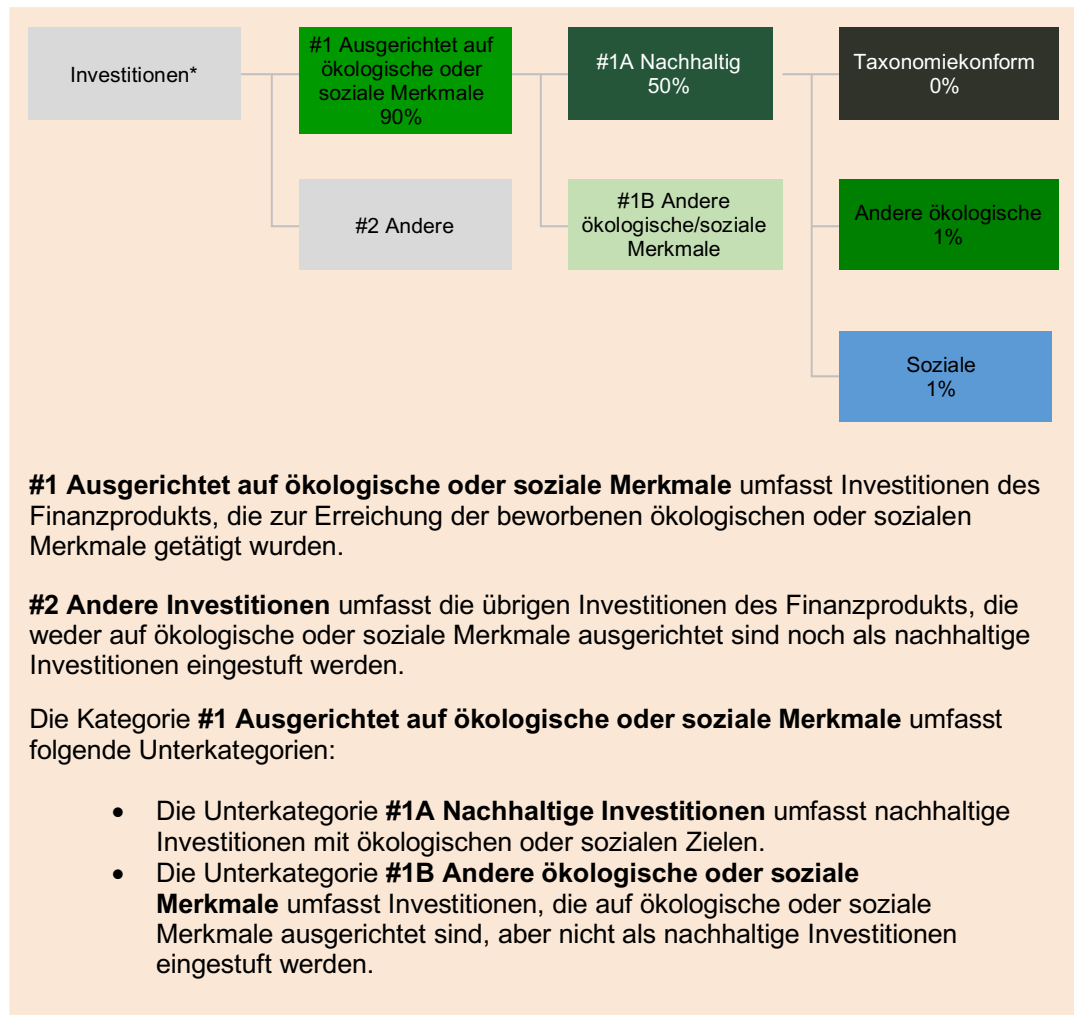 Investitionen*
#1 Ausgerichtet auf
ökologische oder
soziale Merkmale
90%
#1A Nachhaltig
50%
Taxonomiekonform
0%
#2 Andere
#1B Andere
ökologische/soziale
Merkmale
Andere ökologische
1%
Soziale
1%
#1 Ausgerichtet auf ökologische oder soziale Merkmale umfasst Investitionen des
Finanzprodukts, die zur Erreichung der beworbenen ökologischen oder sozialen
Merkmale getätigt wurden.
#2 Andere Investitionen umfasst die übrigen Investitionen des Finanzprodukts, die
weder auf ökologische oder soziale Merkmale ausgerichtet sind noch als nachhaltige
Investitionen eingestuft werden.
Die Kategorie #1 Ausgerichtet auf ökologische oder soziale Merkmale umfasst
folgende Unterkategorien:
• Die Unterkategorie #1A Nachhaltige Investitionen umfasst nachhaltige
Investitionen mit ökologischen oder sozialen Zielen.
• Die Unterkategorie #1B Andere ökologische oder soziale
Merkmale umfasst Investitionen, die auf ökologische oder soziale
Merkmale ausgerichtet sind, aber nicht als nachhaltige Investitionen
eingestuft werden.